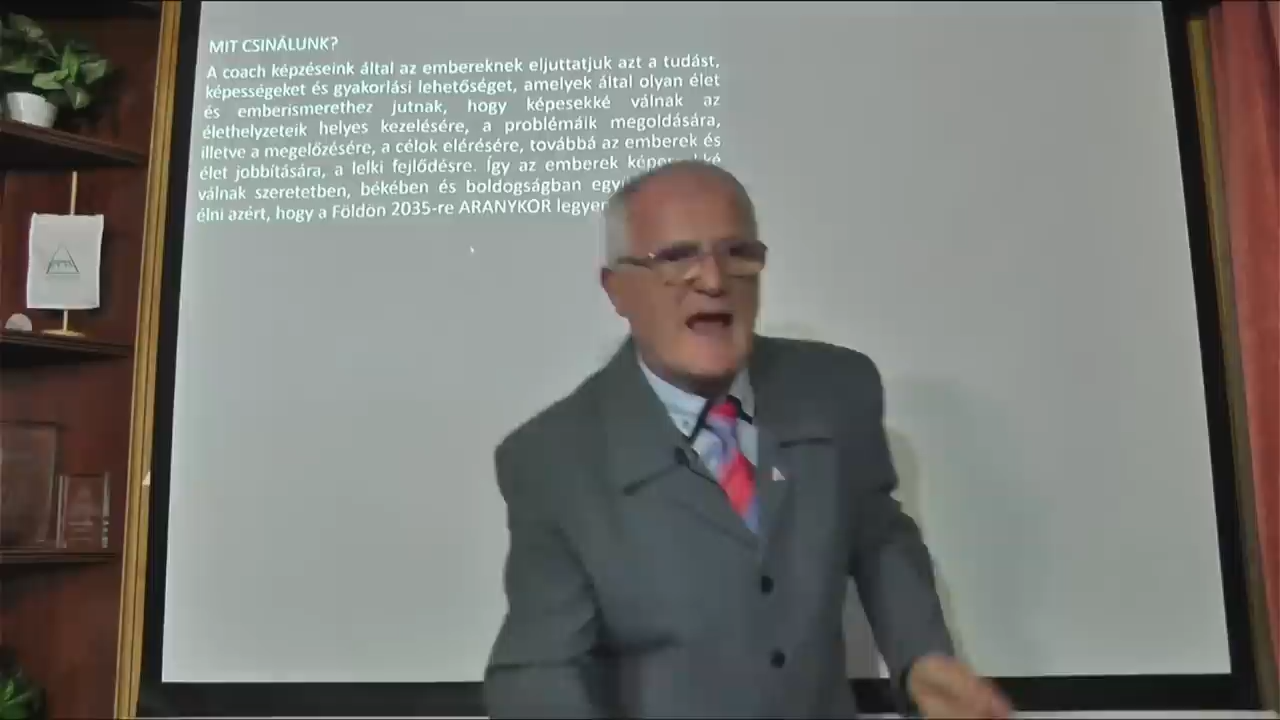 MIT CSINÁLUNK?
A coach képzéseink által az embereknek eljuttatjuk azt a tudást,
képességeket és gyakorlási lehetőséget, amelyek által olyan élet
és emberismerethez jutnak, hogy képesekké válnak az
élethelyzeteik helyes kezelésére, a problémáik megoldására,
illetve a megelőzésére, a célok elérésére, továbbá az emberek és
élet jobbítására, a lelki fejlődésre. Így az emberek
válnak szeretetben, békében és boldogságban
élni azért, hogy a Földön 2035-re ARANYKOR